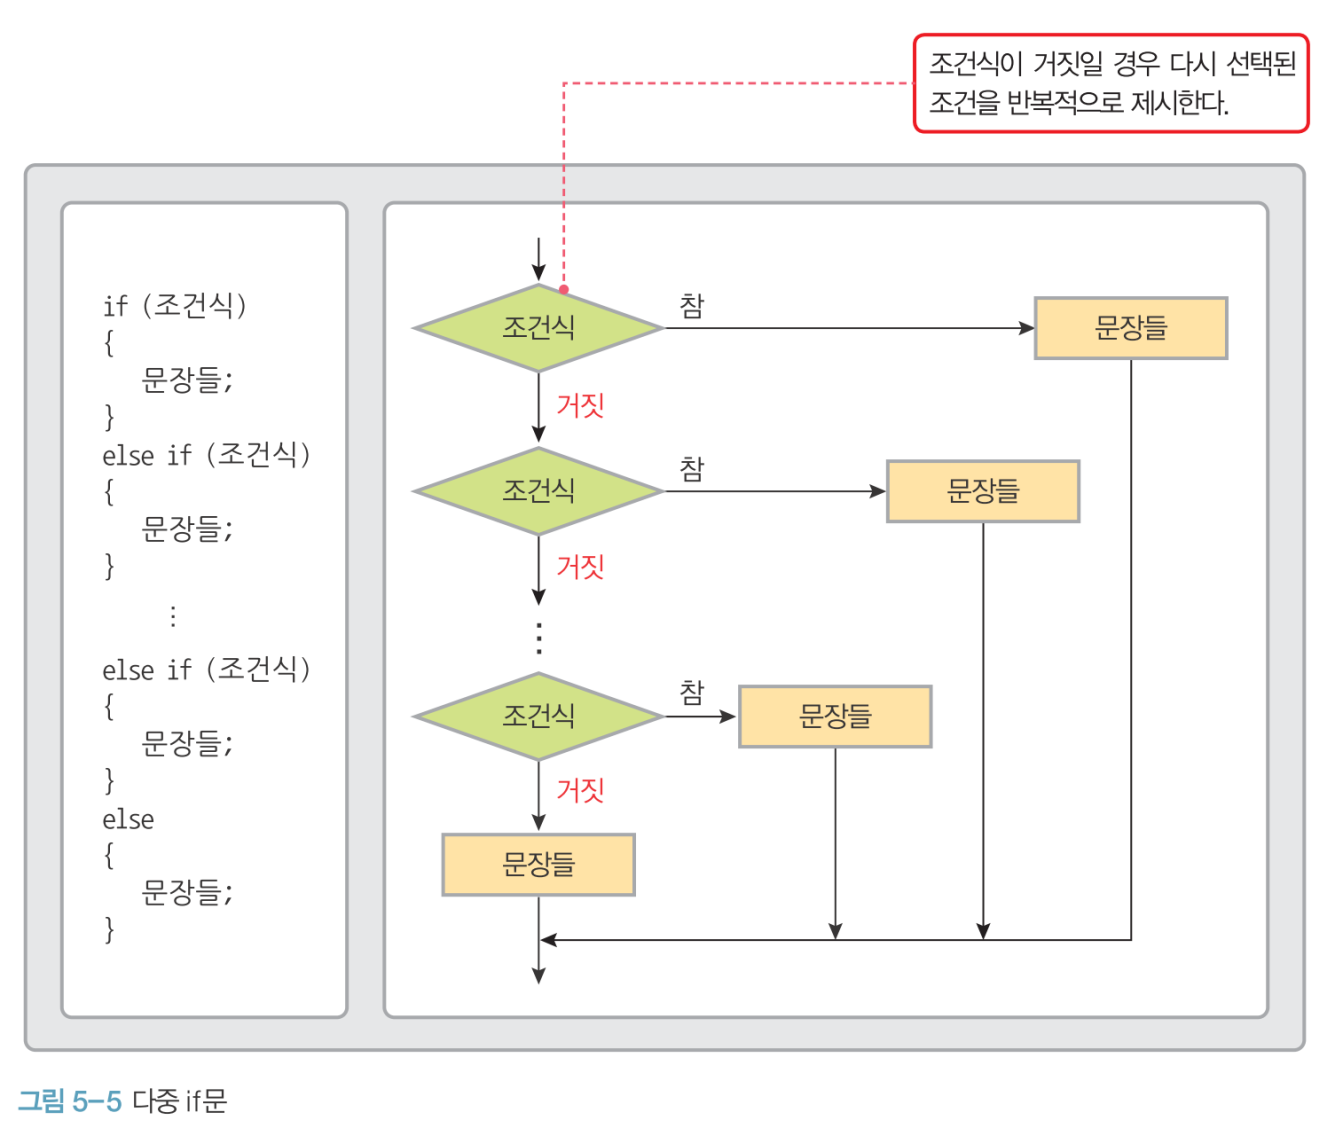 조건식이 거짓일 경우 다시 선택된
조건을 반복적으로 제시한다.
if (조건식)
{
문장들;
}
else if (조건식)
{
문장들;
}
⋮
else if (조건식)
{
문장들;
}
else
{
문장들;
}
조건식
참
문장들
거짓
조건식
참
문장들
거짓
⋮
조건식
참
문장들
거짓
문장들
그림 5-5 다중 if문